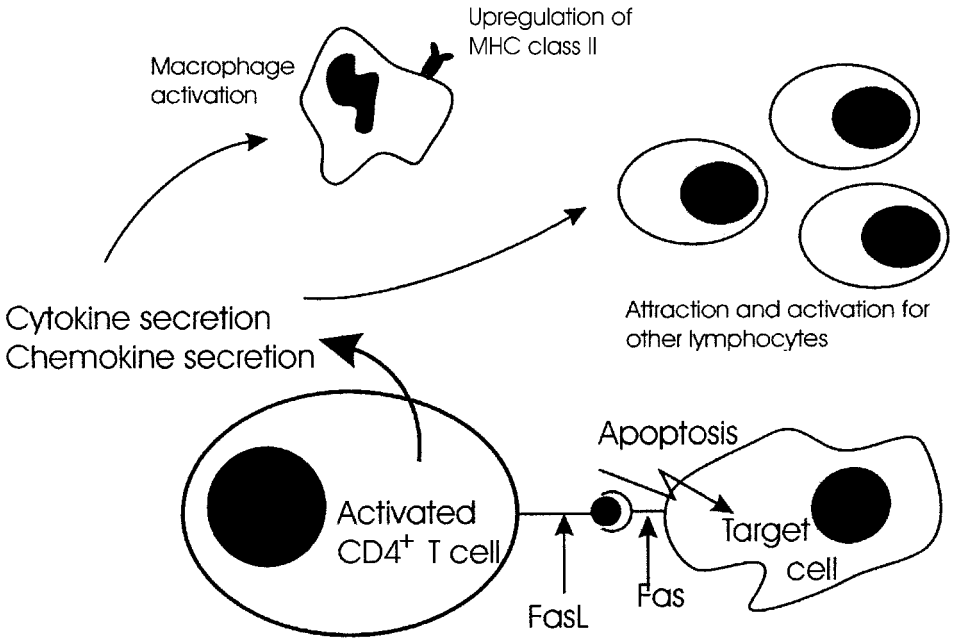 Upregulation of
MHC class II
Macrophage
activation
Attraction and activation for
other lymphocytes
Cytokine secretion
Chemokine secretion
Apoptosis
Activated
CD4+ T cell
Target
cell
FasL
Fas